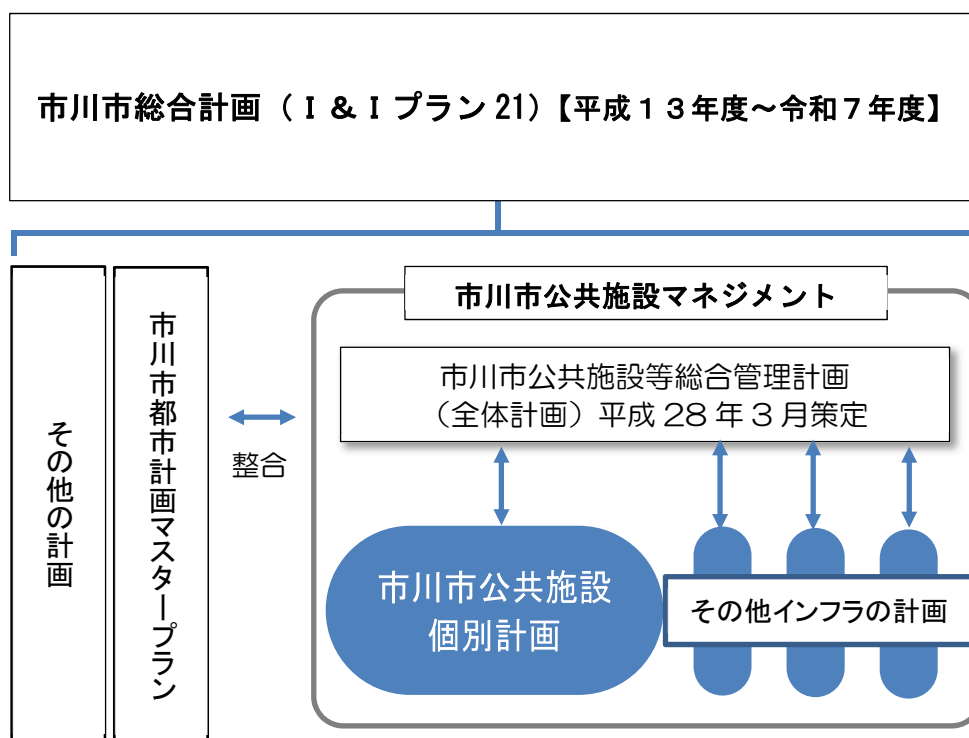 市川市総合計画（Ｉ＆Ｉプラン21）【平成１３年度～令和７年度】
その他の計画
市川市都市計画マスタープラン
整合
市川市公共施設マネジメント
市川市公共施設等総合管理計画
（全体計画）平成28年3月策定
市川市公共施設
個別計画
その他インフラの計画